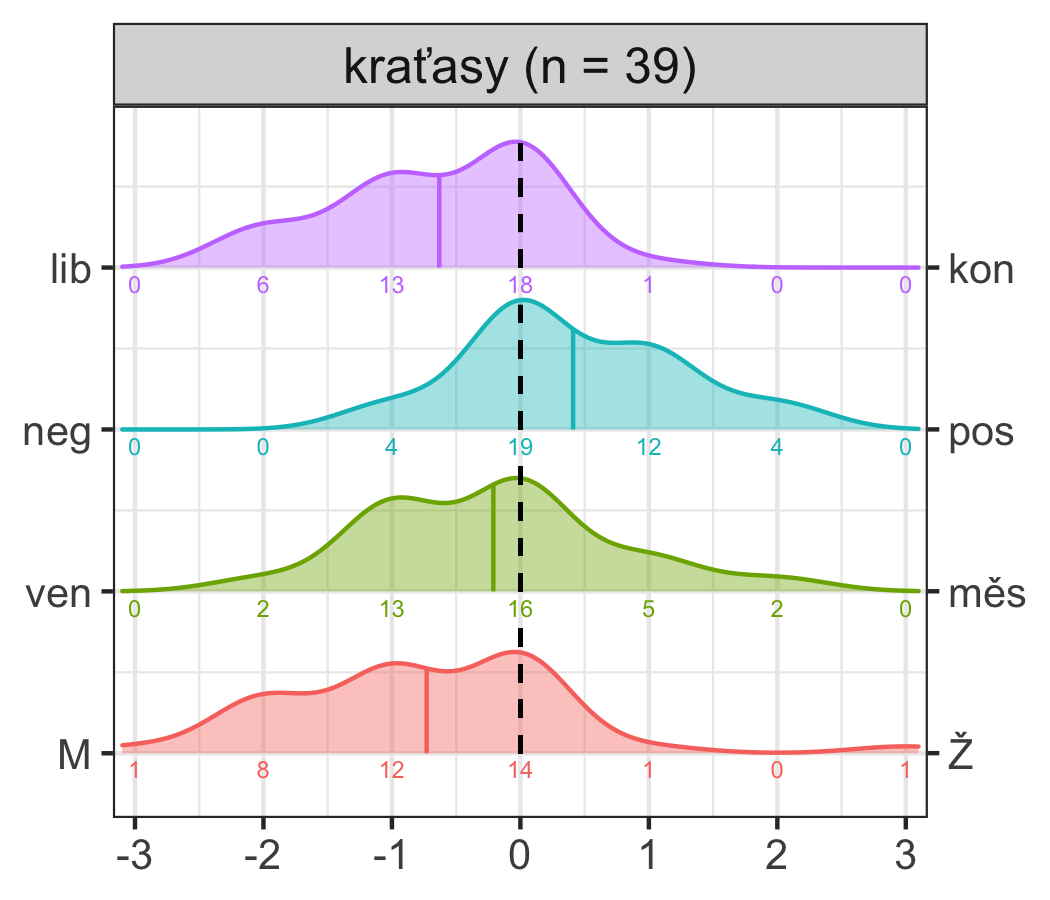 kraťasy (n = 39)
lib kon
0 6 13 18 1 0 0
neg pos
0 0 4 19 12 4 0
ven měs
0 2 13 16 5 2 0
M Ž
1 8 12 14 1 0 1
-3 -2 -1 0 1 2 3